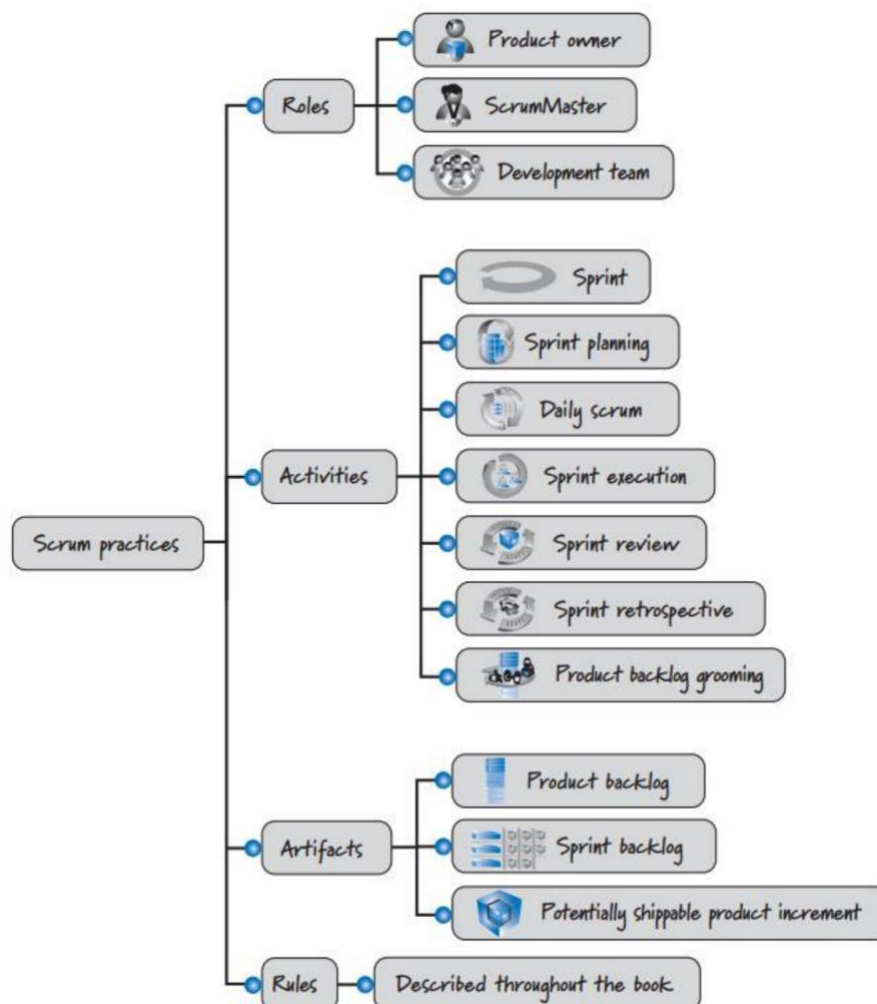 Product owner
Roles
ScrumMaster
Development team
Sprint
Sprint planning
Daily scrum
Activities
Sprint execution
Scrum practices
Sprint review
Sprint retrospective
Product backlog grooming
Product backlog
Artifacts
Sprint backlog
Potentially shippable product increment
Rules
Described throughout the book